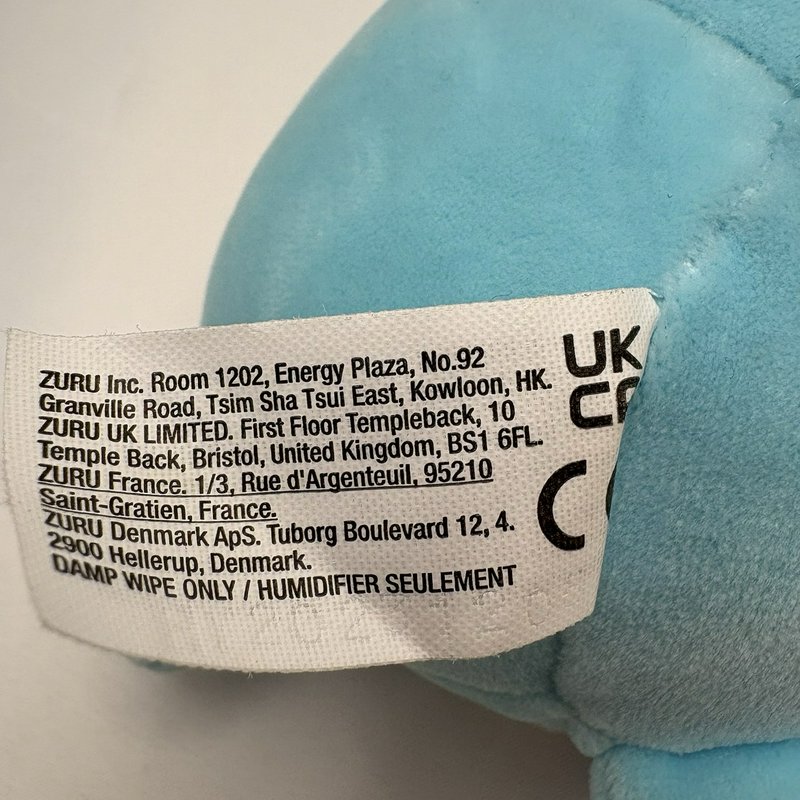 ZURU Inc. Room 1202, Energy Plaza, No.92
Granville Road, Tsim Sha Tsui East, Kowloon, HK.
ZURU UK LIMITED. First Floor Templeback, 10
Temple Back, Bristol, United Kingdom, BS1 6FL.
ZURU France. 1/3, Rue d'Argenteuil, 95210
Saint-Gratien, France.
ZURU Denmark ApS. Tuborg Boulevard 12, 4.
2900 Hellerup, Denmark.
DAMP WIPE ONLY / HUMIDIFIER SEULEMENT
UK